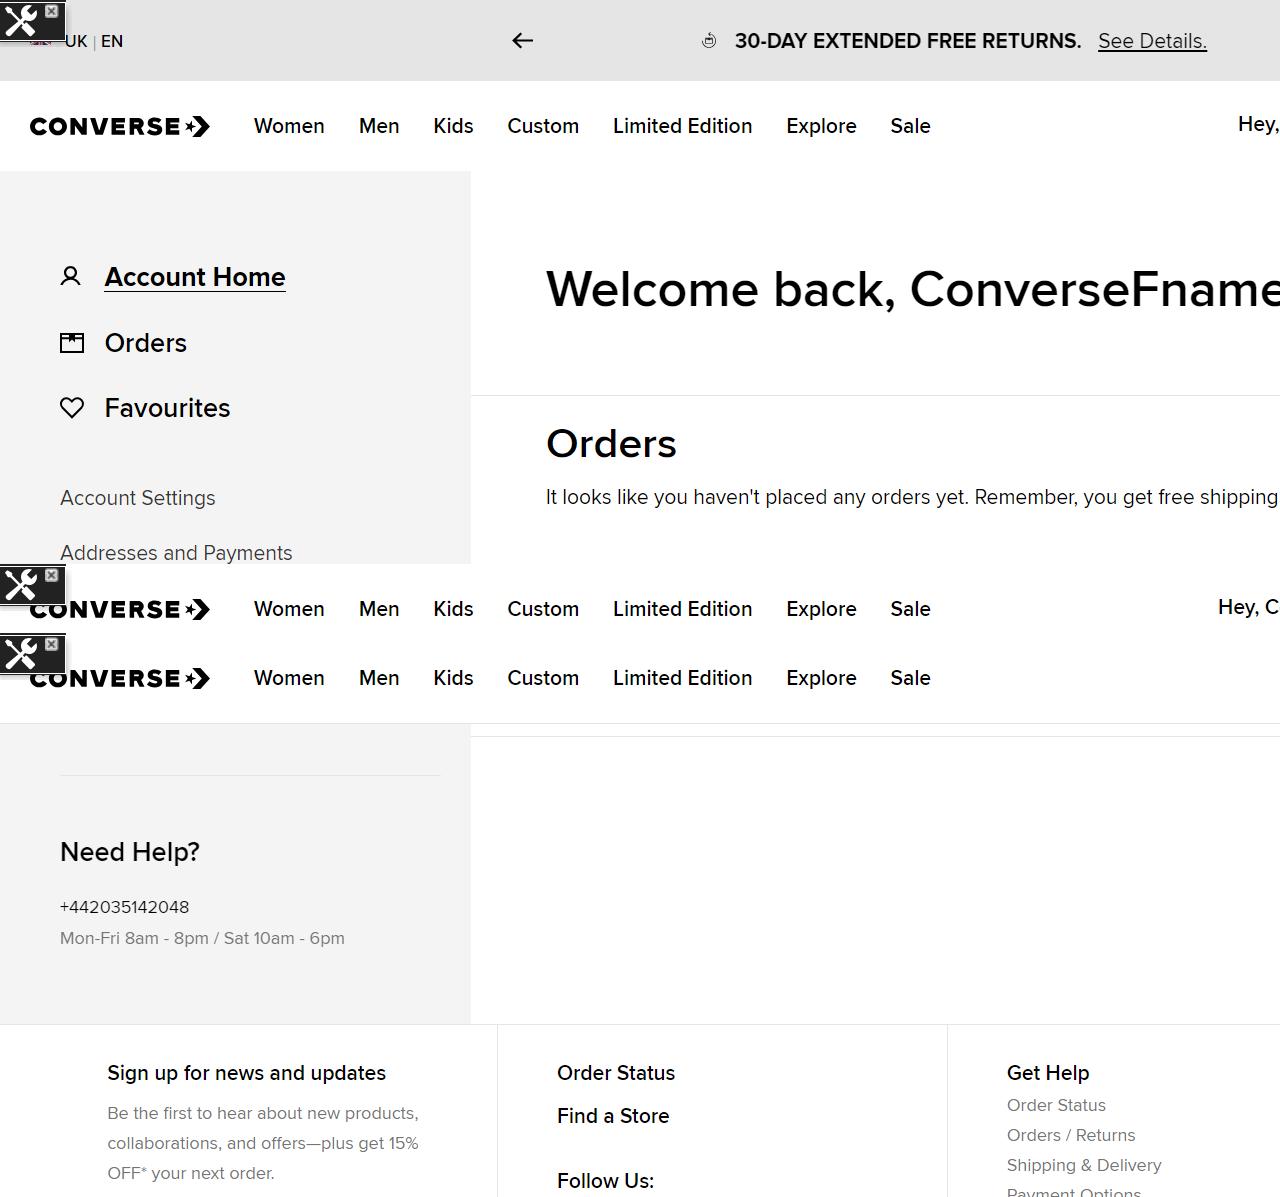 UK | EN
30-DAY EXTENDED FREE RETURNS. See Details.
CONVERSE
Women Men Kids Custom Limited Edition Explore Sale
Hey,
Account Home
Orders
Favourites
Account Settings
Addresses and Payments
Welcome back, ConverseFname
Orders
It looks like you haven't placed any orders yet. Remember, you get free shipping
CONVERSE
Women Men Kids Custom Limited Edition Explore Sale
Hey, C
CONVERSE
Women Men Kids Custom Limited Edition Explore Sale
Need Help?
+442035142048
Mon-Fri 8am - 8pm / Sat 10am - 6pm
Sign up for news and updates
Be the first to hear about new products,
collaborations, and offers—plus get 15%
OFF* your next order.
Order Status
Find a Store
Follow Us:
Get Help
Order Status
Orders / Returns
Shipping & Delivery
Payment Options